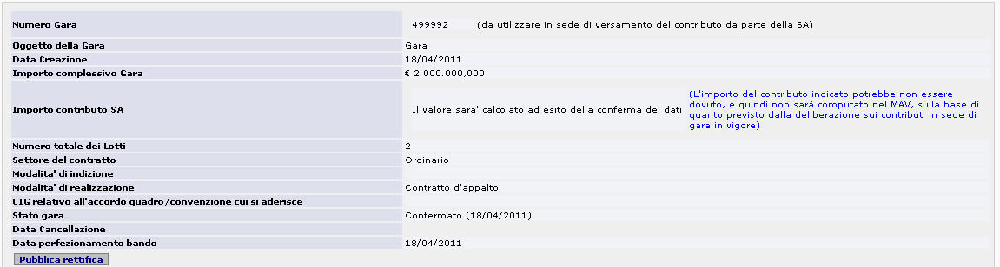 Numero Gara 499992 (da utilizzare in sede di versamento del contributo da parte della SA)
Oggetto della Gara Gara
Data Creazione 18/04/2011
Importo complessivo Gara € 2.000.000,000
Importo contributo SA Il valore sara' calcolato ad esito della conferma dei dati (L'importo del contributo indicato potrebbe non essere
dovuto, e quindi non sarà computato nel MAV, sulla base di
quanto previsto dalla deliberazione sui contributi in sede di
gara in vigore)
Numero totale dei Lotti 2
Settore del contratto Ordinario
Modalita' di indizione
Modalita' di realizzazione Contratto d'appalto
CIG relativo all'accordo quadro/convenzione cui si aderisce
Stato gara Confermato (18/04/2011)
Data Cancellazione
Data perfezionamento bando 18/04/2011
Pubblica rettifica